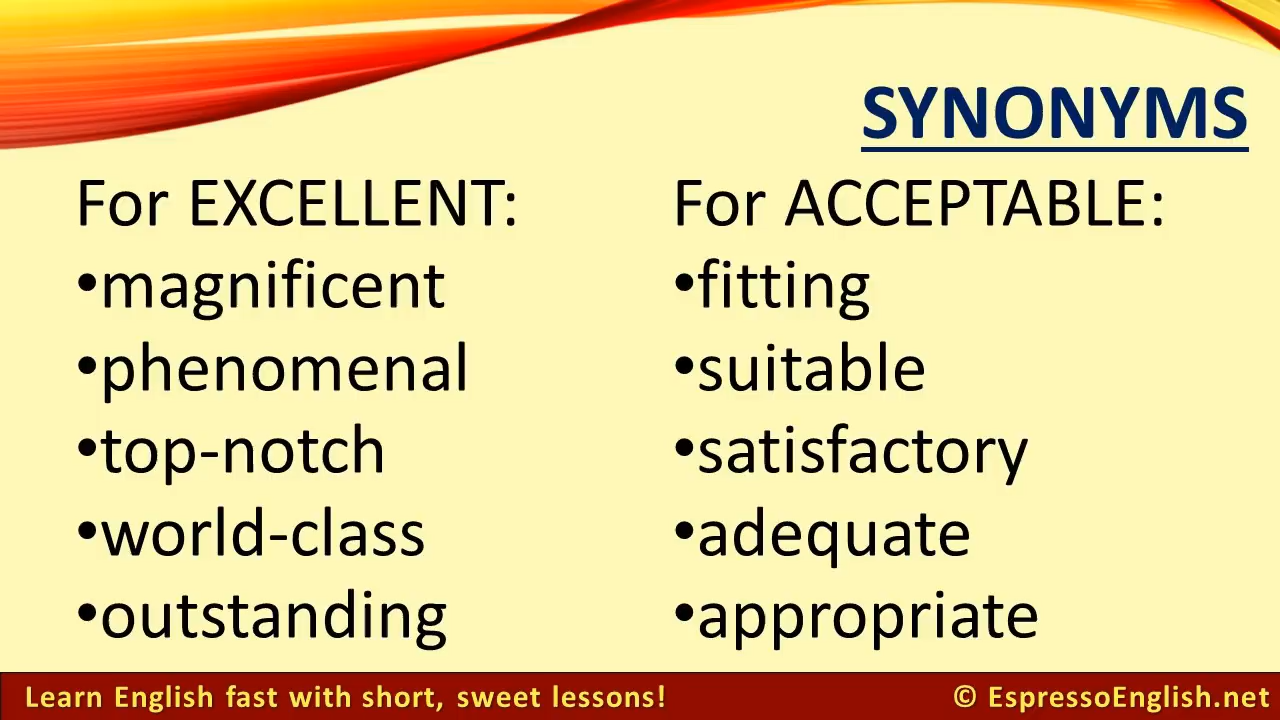 SYNONYMS
For EXCELLENT:
•magnificent
•phenomenal
•top-notch
•world-class
•outstanding
For ACCEPTABLE:
•fitting
•suitable
•satisfactory
•adequate
•appropriate
Learn English fast with short, sweet lessons!
© EspressoEnglish.net